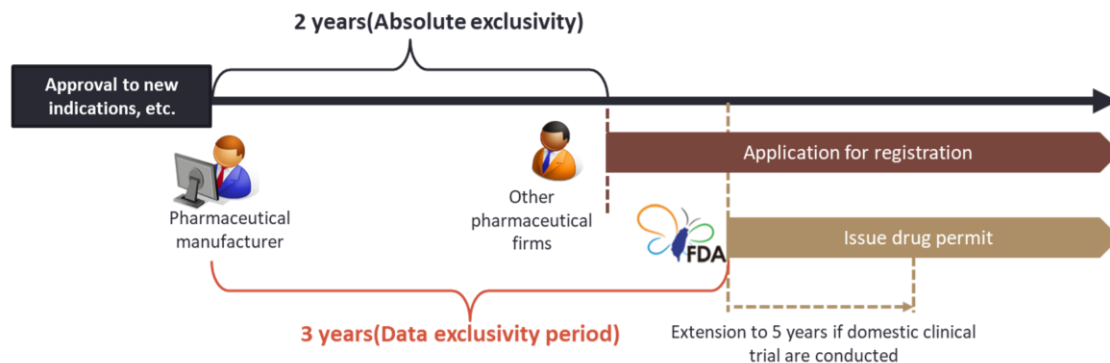 2 years(Absolute exclusivity)
Approval to new
indications, etc.
Application for registration
Pharmaceutical
manufacturer
Other
pharmaceutical
firms
FDA
Issue drug permit
3 years(Data exclusivity period)
Extension to 5 years if domestic clinical
trial are conducted